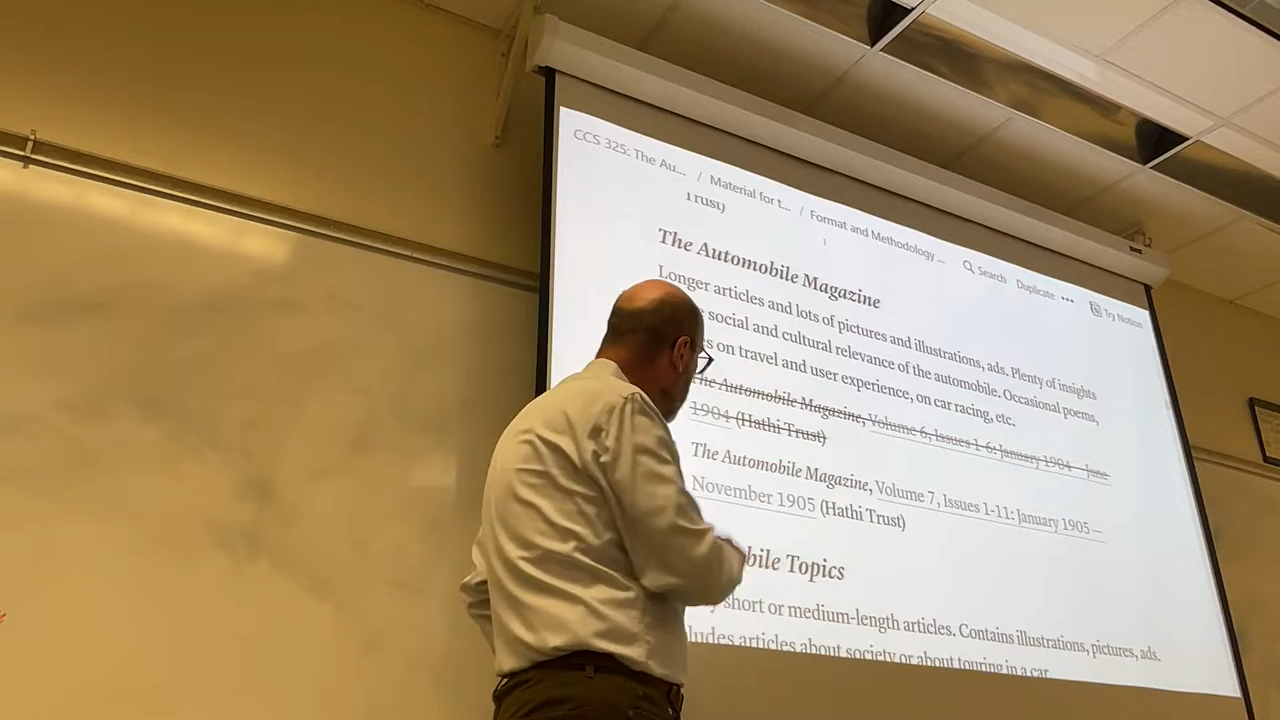 CCS 325: The Au... / Material for t... / Format and Methodology ... Search Duplicate ••• Try Notion
Trust)
The Automobile Magazine
Longer articles and lots of pictures and illustrations, ads. Plenty of insights
social and cultural relevance of the automobile. Occasional poems,
on travel and user experience, on car racing, etc.
The Automobile Magazine, Volume 6, Issues 1-6: January 1904 – June
1904 (Hathi Trust)
The Automobile Magazine, Volume 7, Issues 1-11: January 1905 –
November 1905 (Hathi Trust)
bile Topics
short or medium-length articles. Contains illustrations, pictures, ads.
ludes articles about society or about touring in a car